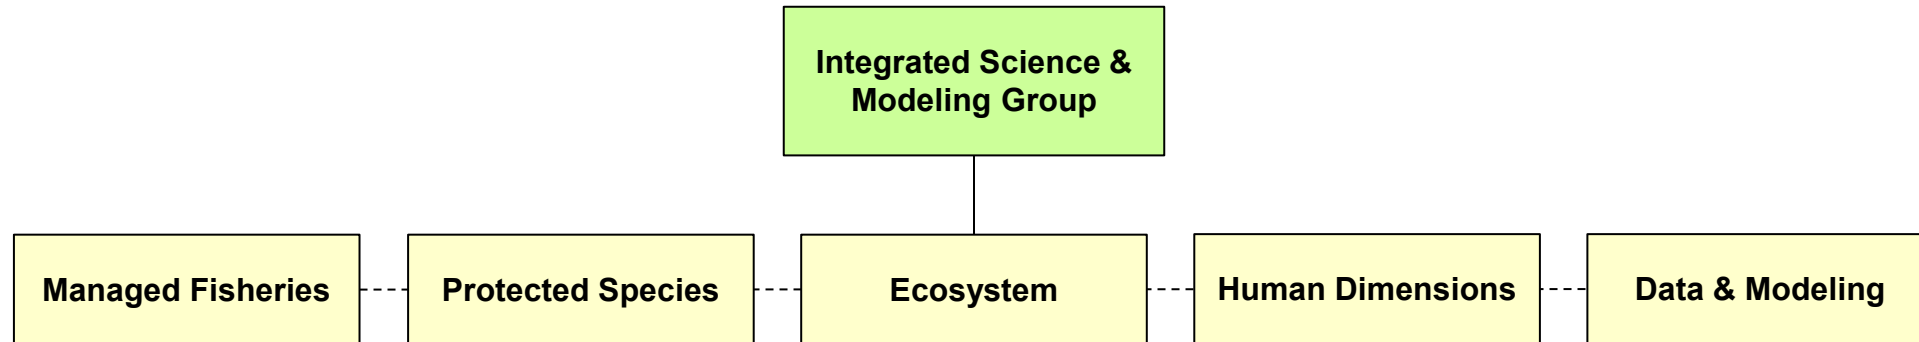 Integrated Science &
Modeling Group
Managed Fisheries
Protected Species
Ecosystem
Human Dimensions
Data & Modeling